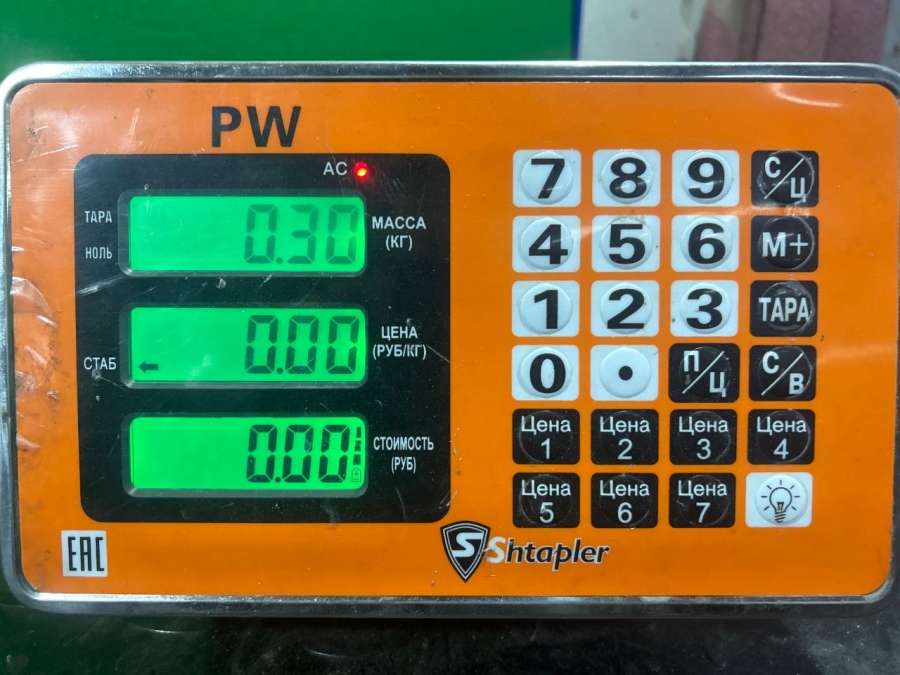 PW
AC
ТАРА
НОЛЬ
0.30
МАССА
(КГ)
СТАБ
0.00
ЦЕНА
(РУБ/КГ)
0.00
СТОИМОСТЬ
(РУБ)
7 8 9 С/Ц
4 5 6 М+
1 2 3 ТАРА
0 . П/Ц С/В
Цена 1 Цена 2 Цена 3 Цена 4
Цена 5 Цена 6 Цена 7
EAC
S Shtapler